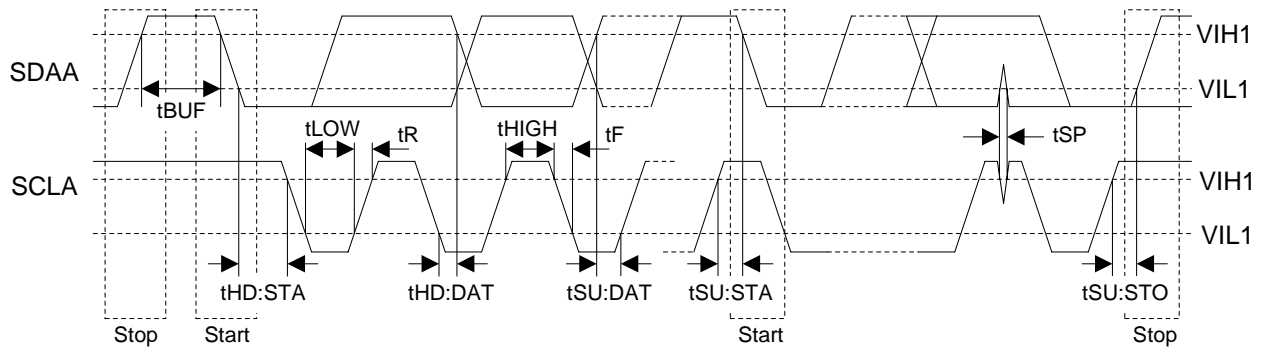 VIH1
SDAA
VIL1
tBUF
tLOW
tR
tHIGH
tF
tSP
SCLA
VIH1
VIL1
tHD:STA
tHD:DAT
tSU:DAT
tSU:STA
tSU:STO
Stop
Start
Start
Stop